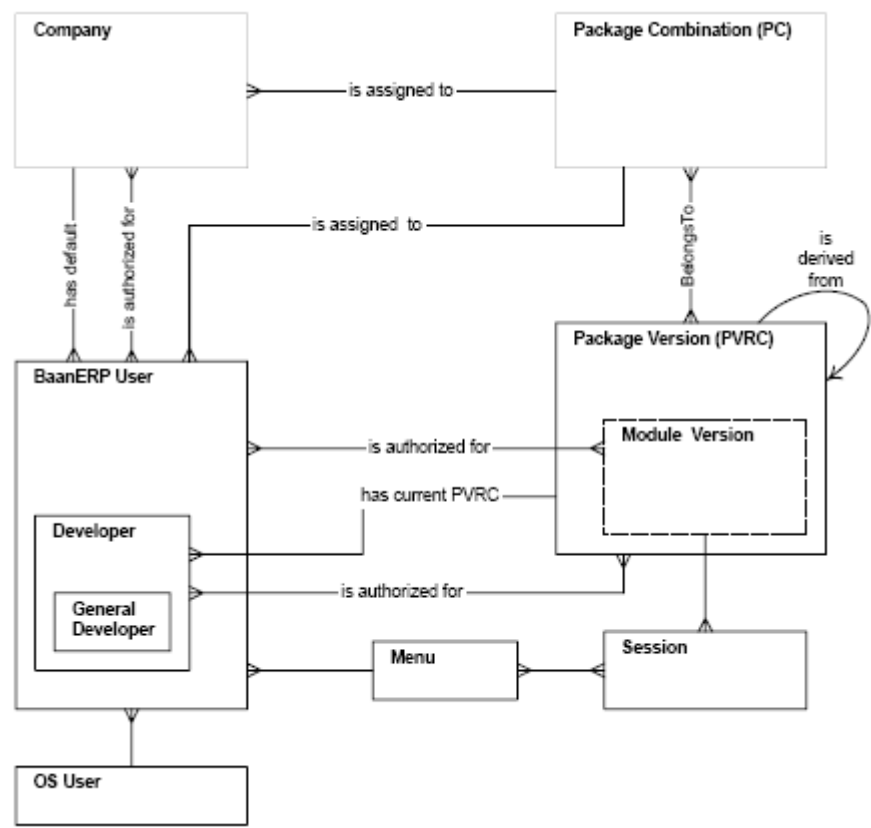 Company
Package Combination (PC)
is assigned to
has default
is authorized for
is assigned to
BelongsTo
is
derived
from
Package Version (PVRC)
BaanERP User
Module Version
is authorized for
has current PVRC
Developer
is authorized for
General
Developer
Menu
Session
OS User